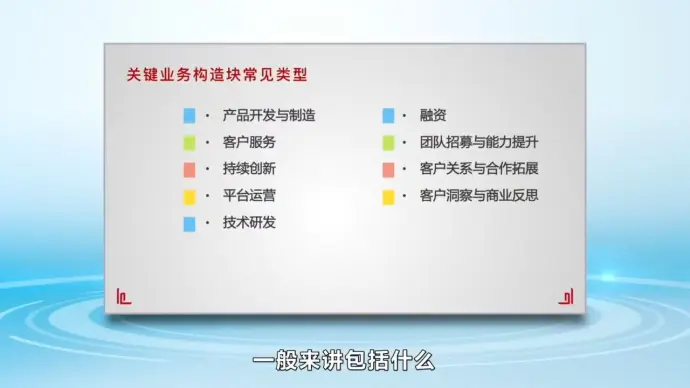 关键业务构造块常见类型
· 产品开发与制造
· 客户服务
· 持续创新
· 平台运营
· 技术研发
· 融资
· 团队招募与能力提升
· 客户关系与合作拓展
· 客户洞察与商业反思
一般来讲包括什么